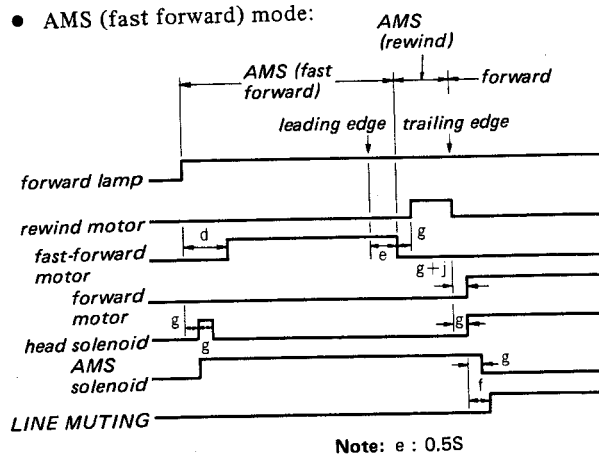 ● AMS (fast forward) mode:
AMS
(rewind)
AMS (fast
forward)
forward
leading edge
trailing edge
forward lamp
rewind motor
d
g
fast-forward
motor
e
g+j
forward
motor
g
g
g
head solenoid
AMS
solenoid
g
f
LINE MUTING
Note: e : 0.5S